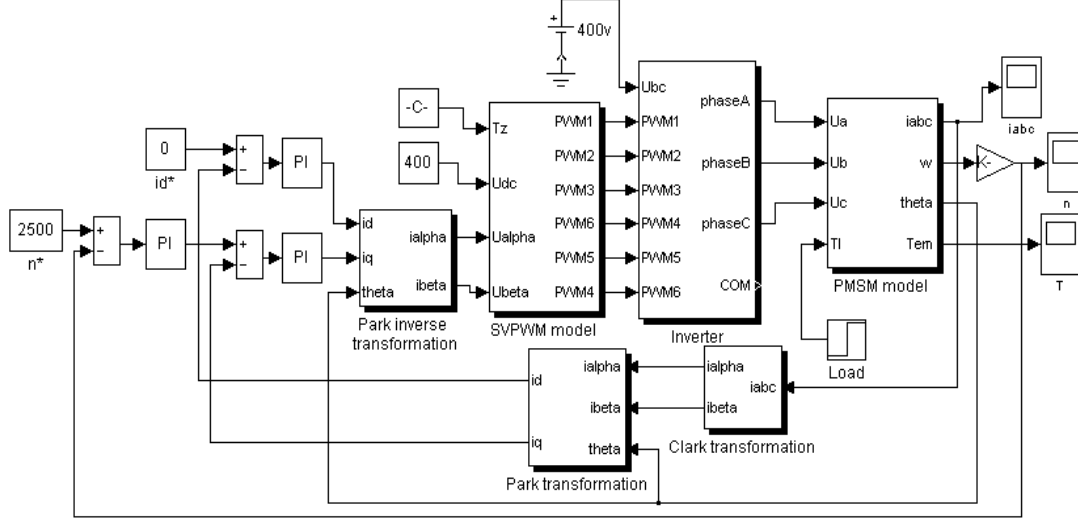 400v
-C-
Tz
400
Udc
Ualpha
Ubeta
PWM1
PWM2
PWM3
PWM6
PWM5
PWM4
SVPWM model
Ubc
PWM1
PWM2
PWM3
PWM4
PWM5
PWM6
phaseA
phaseB
phaseC
COM
Inverter
Ua
Ub
Uc
Tl
iabc
w
theta
Tem
PMSM model
iabc
K-
n
T
Load
0
id*
PI
2500
n*
PI
PI
id
iq
theta
ialpha
ibeta
Park inverse
transformation
id
iq
ialpha
ibeta
theta
Park transformation
ialpha
ibeta
iabc
Clark transformation